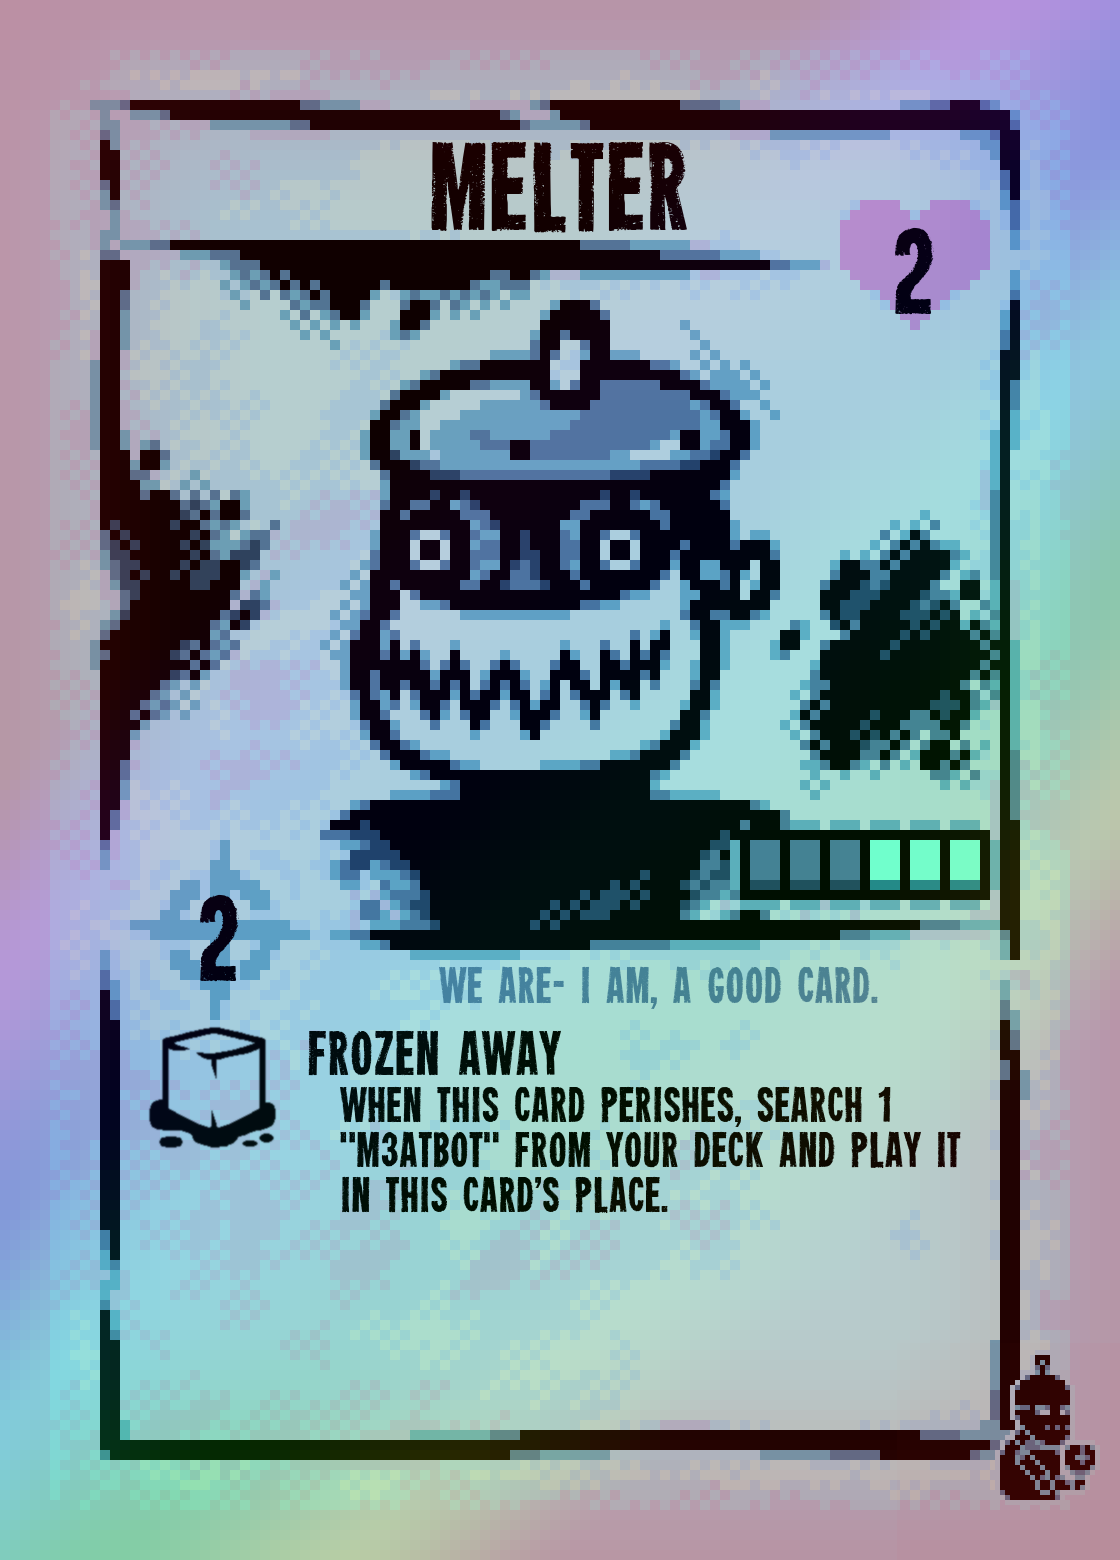 MELTER
2
2
WE ARE- I AM, A GOOD CARD.
FROZEN AWAY
WHEN THIS CARD PERISHES, SEARCH 1
"M3ATBOT" FROM YOUR DECK AND PLAY IT
IN THIS CARD'S PLACE.